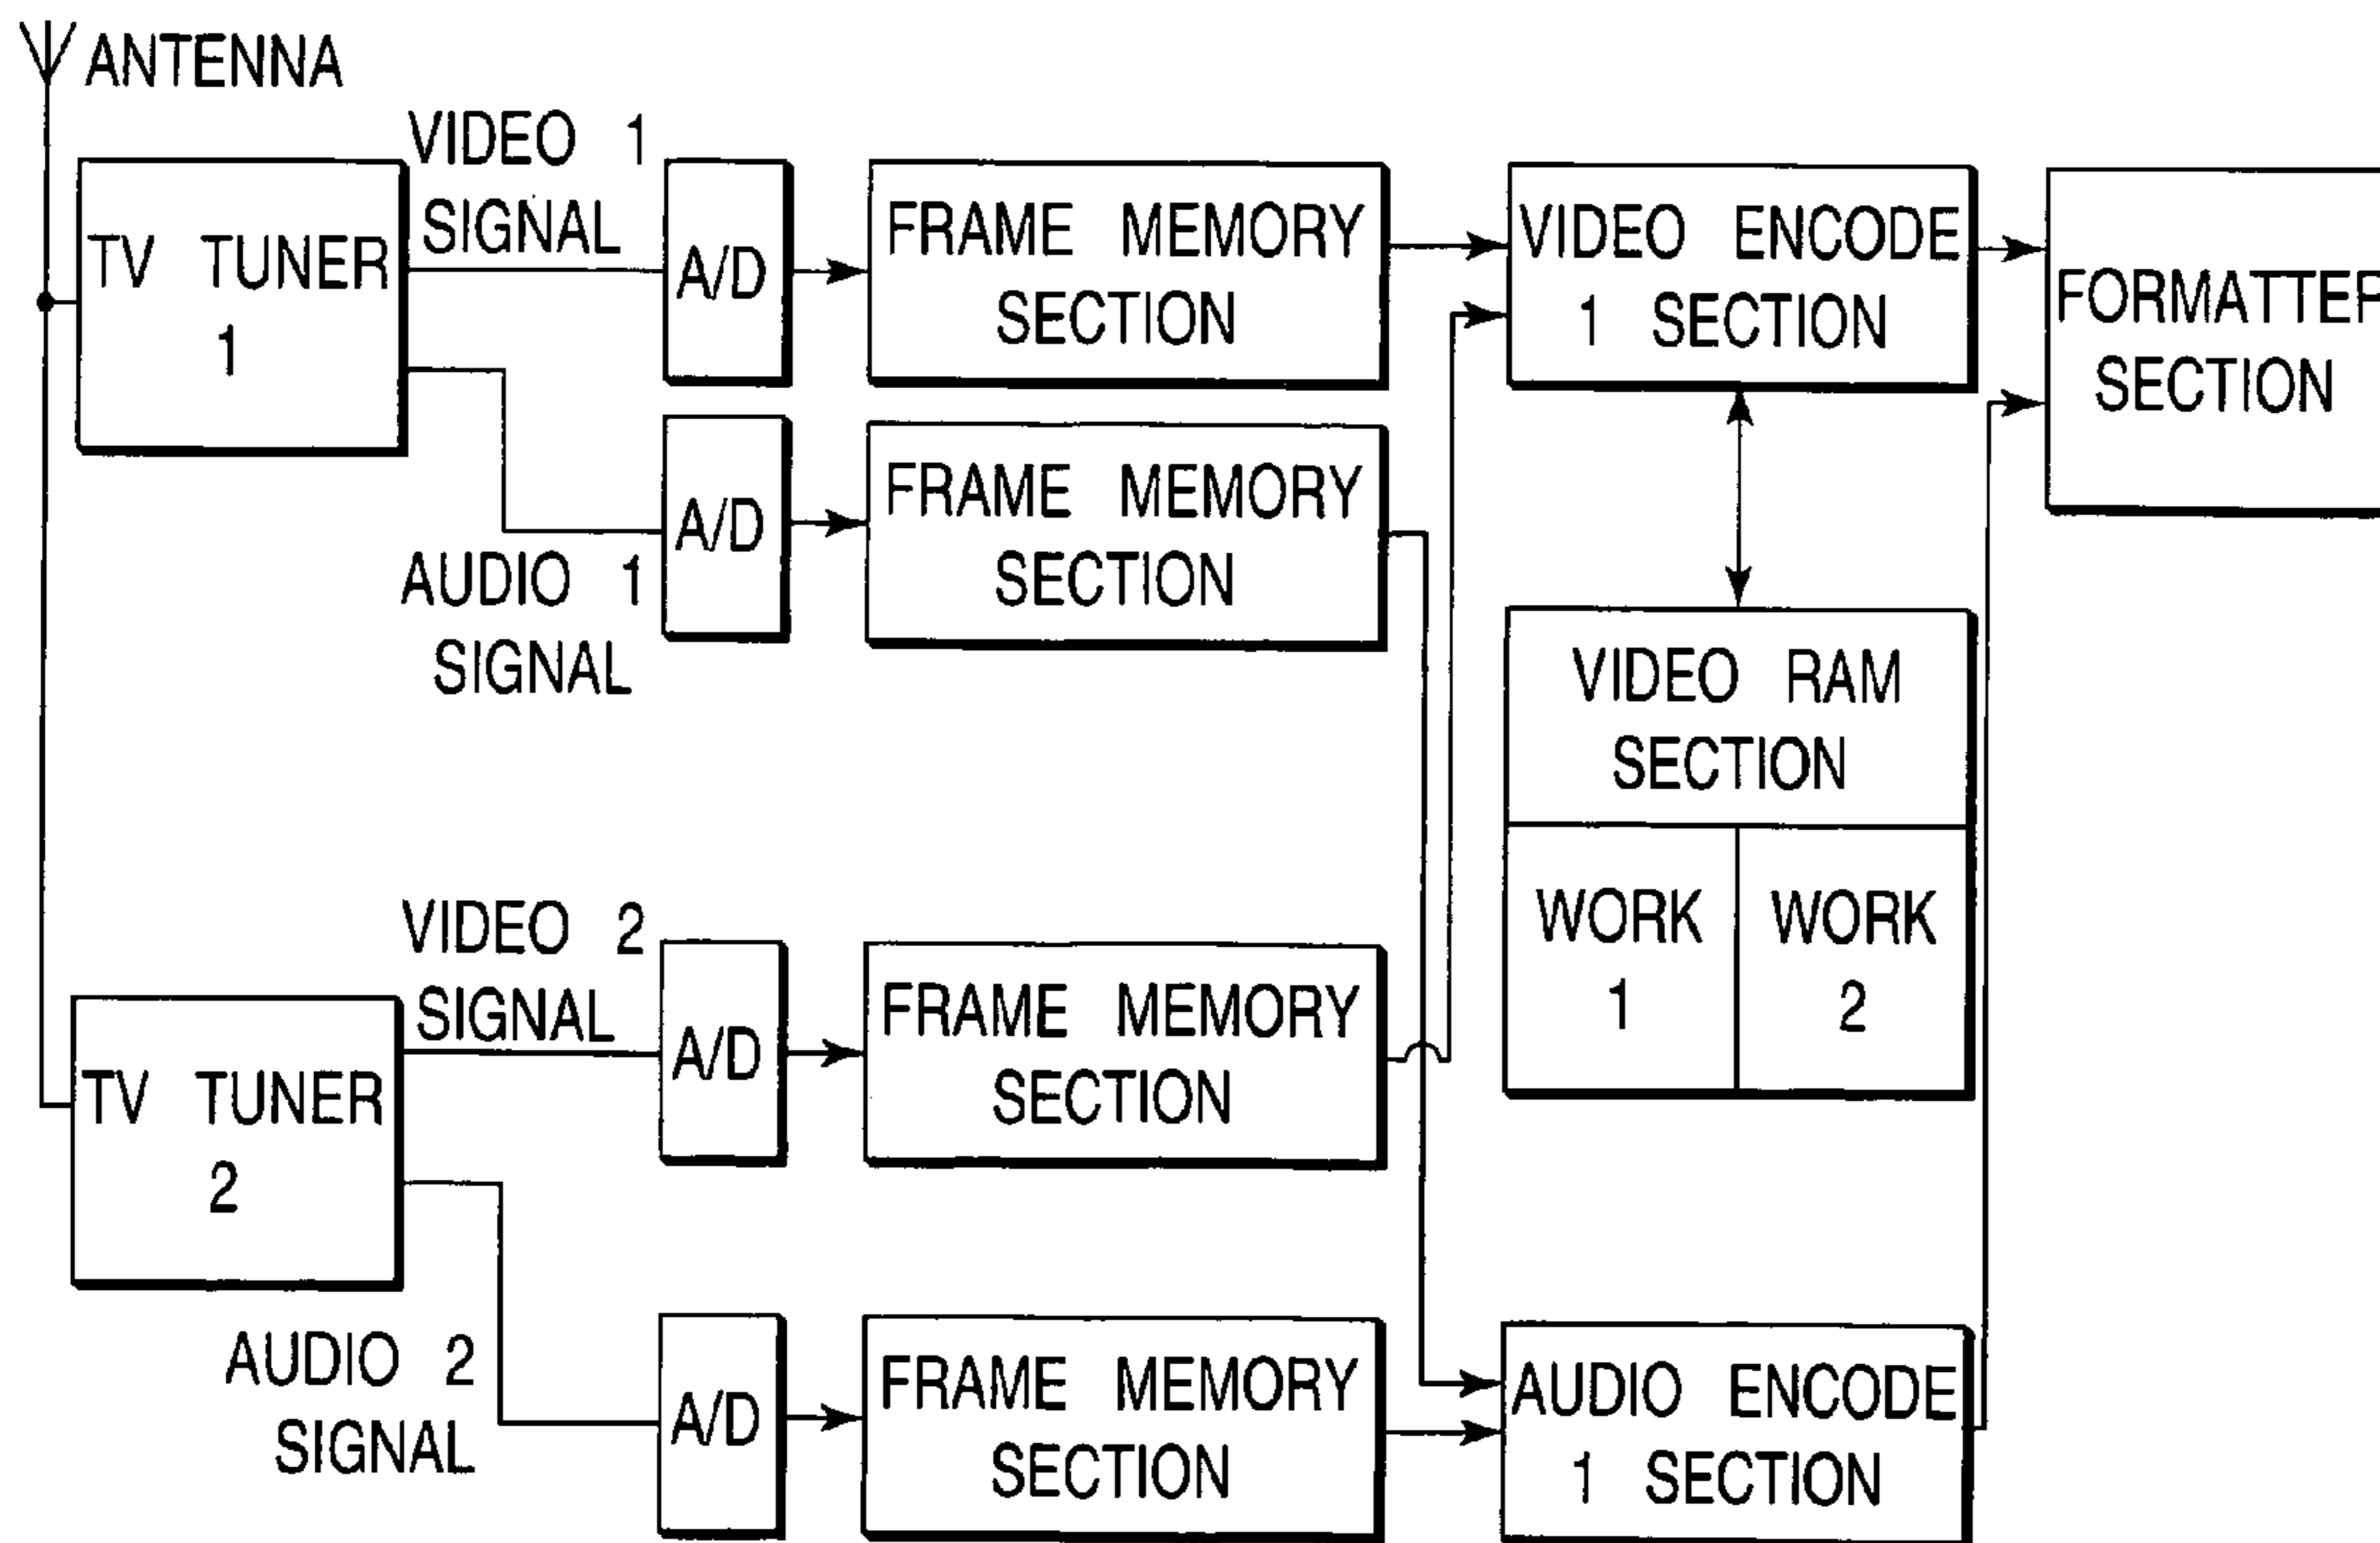 ANTENNA
VIDEO 1
SIGNAL
TV TUNER
1
A/D
FRAME MEMORY
SECTION
VIDEO ENCODE
1 SECTION
FORMATTER
SECTION
AUDIO 1
SIGNAL
A/D
FRAME MEMORY
SECTION
VIDEO RAM
SECTION
WORK
1
WORK
2
VIDEO 2
SIGNAL
TV TUNER
2
A/D
FRAME MEMORY
SECTION
AUDIO 2
SIGNAL
A/D
FRAME MEMORY
SECTION
AUDIO ENCODE
1 SECTION